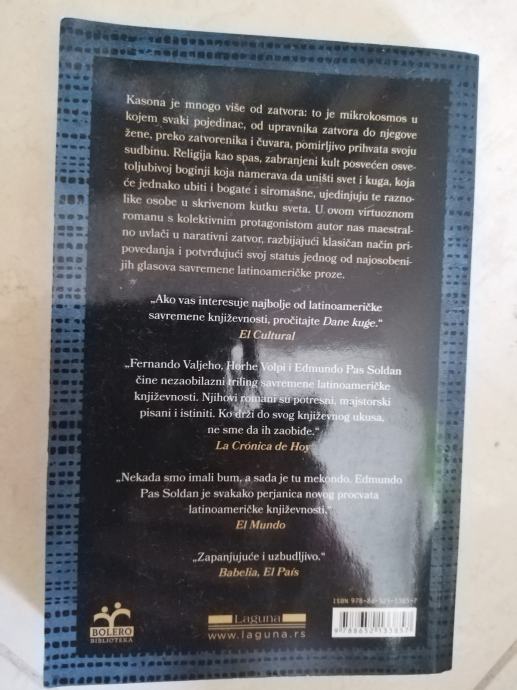 Kasona je mnogo više od zatvora: to je mikrokosmos u
kojem svaki pojedinac, od upravnika zatvora do njegove
žene, preko zatvorenika i čuvara, pomirljivo prihvata svoju
sudbinu. Religija kao spas, zabranjeni kult posvećen osve-
toljubivoj boginji koja namerava da uništi svet i kuga, koja
će jednako ubiti i bogate i siromašne, ujedinjuju te razno-
like osobe u skrivenom kutku sveta. U ovom virtuoznom
romanu s kolektivnim protagonistom autor nas maestral-
no uvlači u narativni zatvor, razbijajući klasičan način pri-
povedanja i potvrđujući svoj status jednog od najosobeni-
jih glasova savremene latinoameričke proze.
„Ako vas interesuje najbolje od latinoameričke
savremene književnosti, pročitajte Dane kuge.“
El Cultural
„Fernando Valjeho, Horhe Volpi i Edmundo Pas Soldan
čine nezaobilazni triling savremene latinoameričke
književnosti. Njihovi romani su potresni, majstorski
pisani i istiniti. Ko drži do svog književnog ukusa,
ne sme da ih zaobiđe.“
La Crónica de Hoy
„Nekada smo imali bum, a sada je tu mekondo. Edmundo
Pas Soldan je svakako perjanica novog procvata
latinoameričke književnosti.“
El Mundo
„Zapanjujuće i uzbudljivo.“
Babelia, El País
BOLERO
BIBLIOTEKA
Laguna
www.laguna.rs
ISBN 978-86-521-3385-7
9788652133857